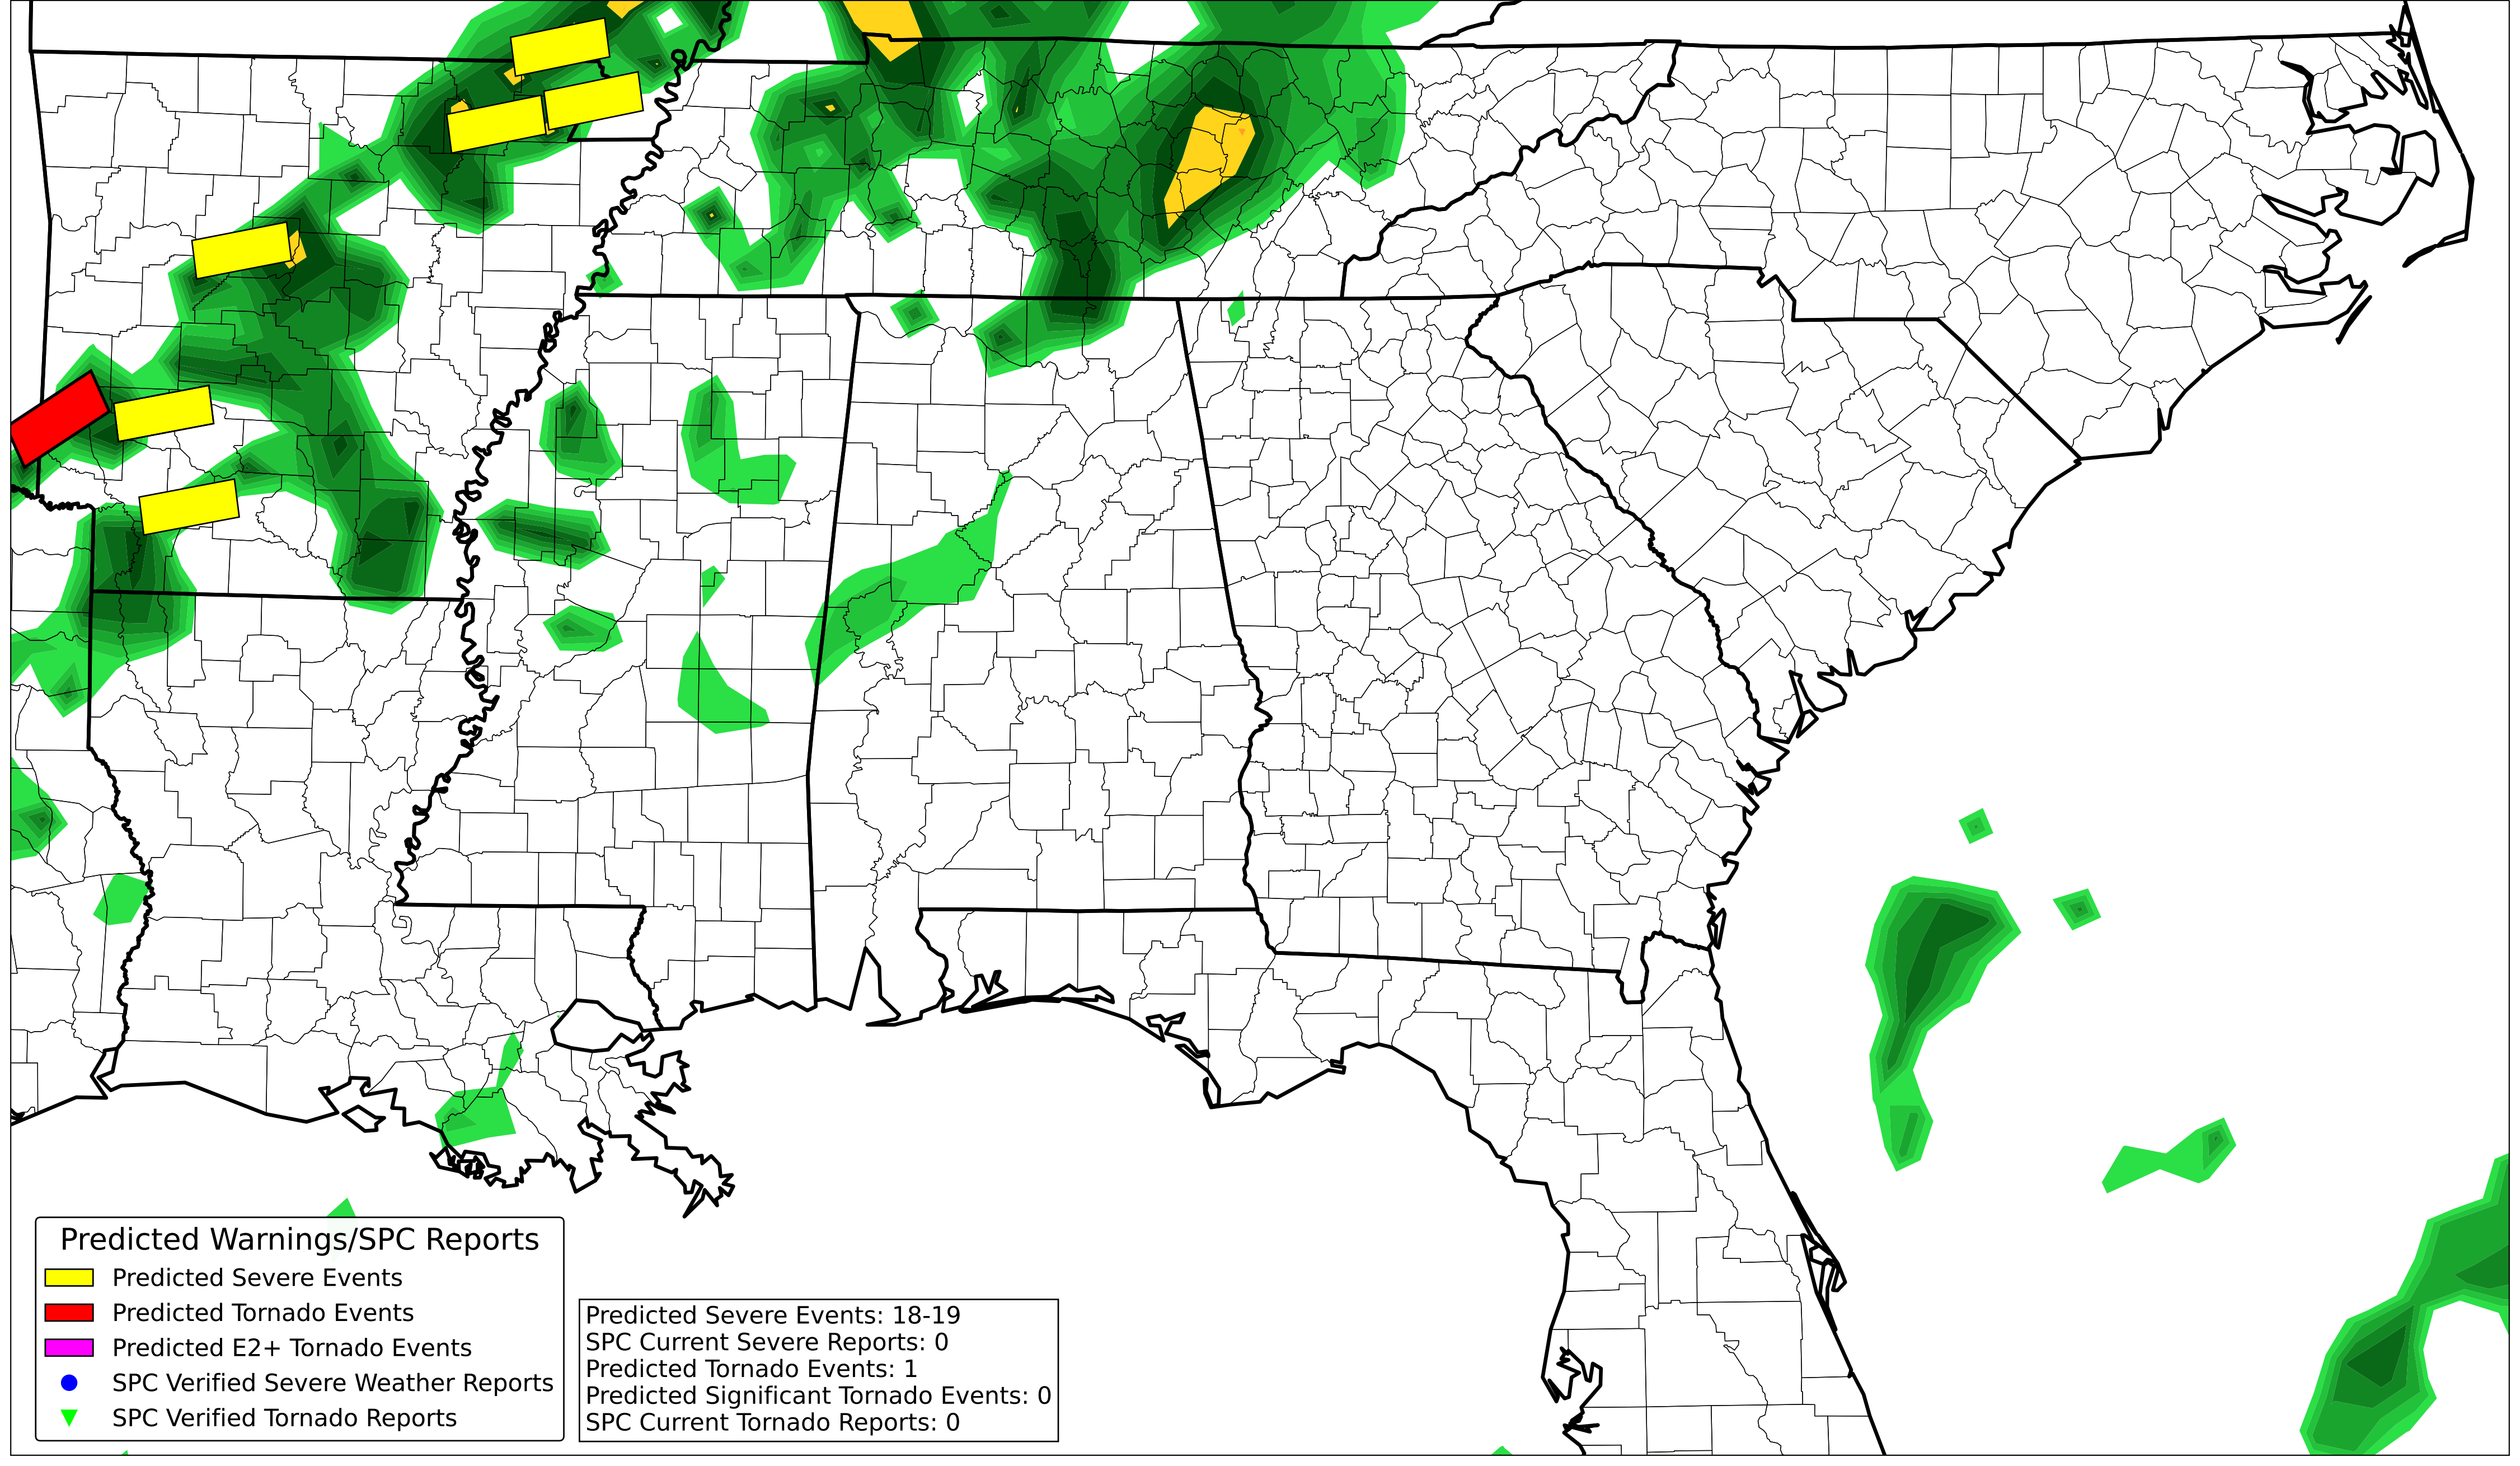 Predicted Warnings/SPC Reports
Predicted Severe Events
Predicted Tornado Events
Predicted E2+ Tornado Events
SPC Verified Severe Weather Reports
SPC Verified Tornado Reports
Predicted Severe Events: 18-19
SPC Current Severe Reports: 0
Predicted Tornado Events: 1
Predicted Significant Tornado Events: 0
SPC Current Tornado Reports: 0